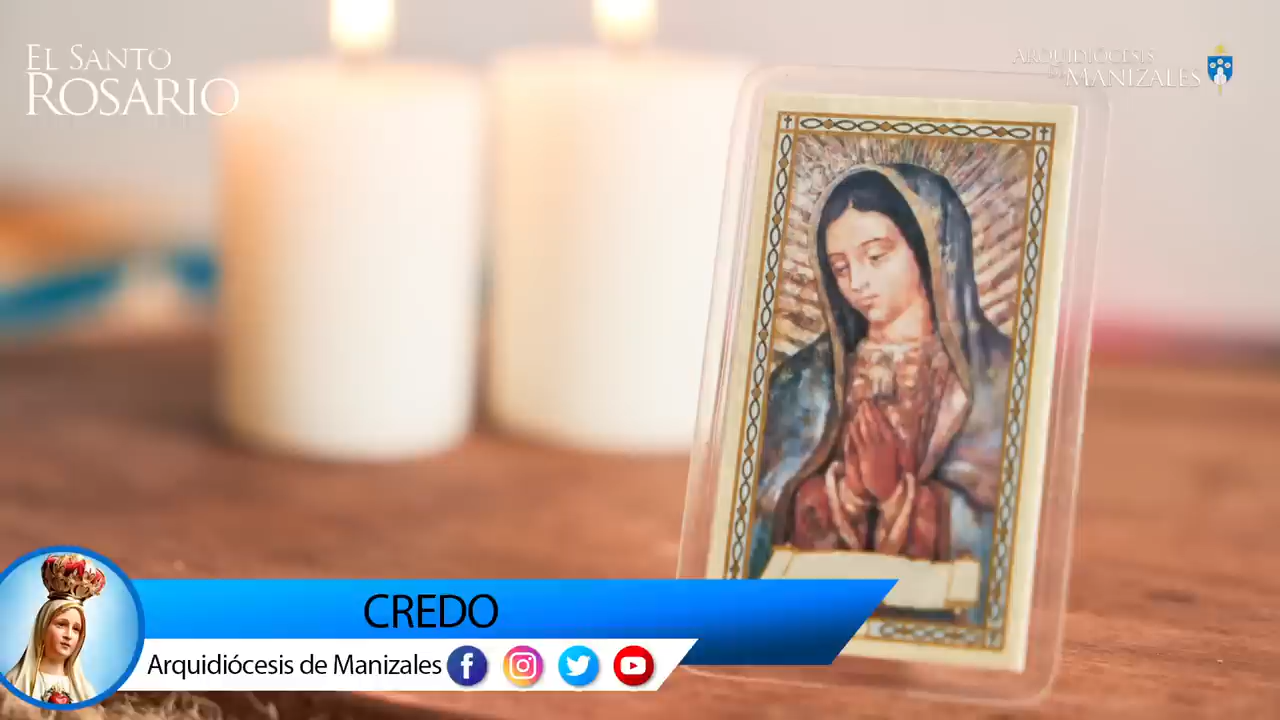 EL SANTO
ROSARIO
ARQUIDIÓCESIS
DE MANIZALES
CREDO
Arquidiócesis de Manizales